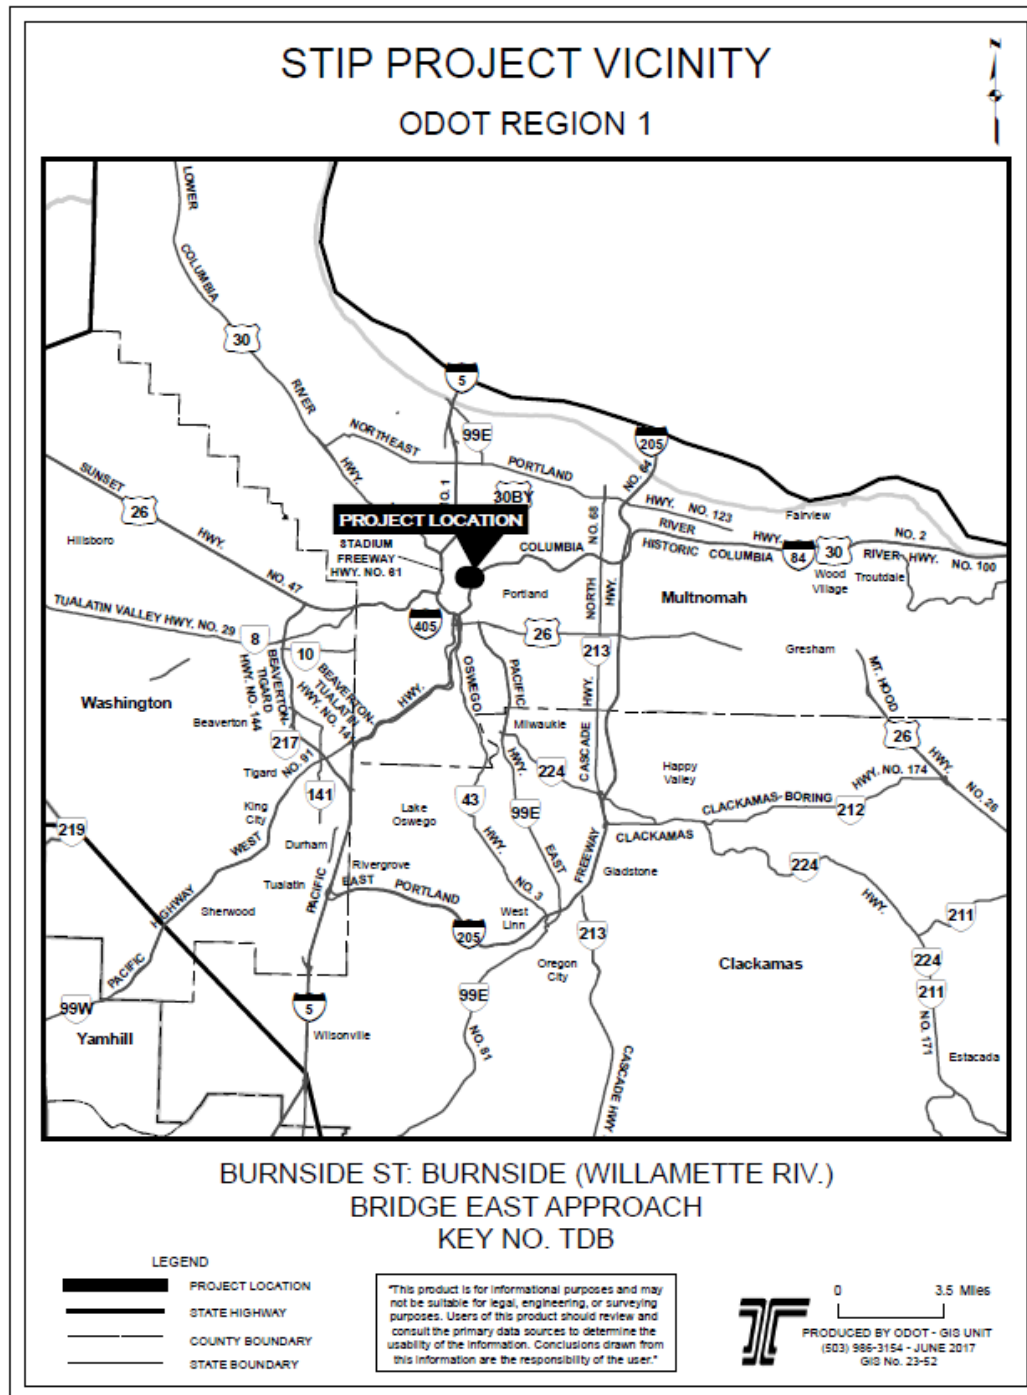 STIP PROJECT VICINITY
ODOT REGION 1
N
LOWER
COLUMBIA
30
RIVER
HWY.
5
99E
NORTHEAST
PORTLAND
205
NO. 64
NO. 1
30BY
HWY. NO. 123
NO. 68
Fairview
SUNSET
26
HWY.
NO. 47
Hillsboro
PROJECT LOCATION
STADIUM
FREEWAY
HWY. NO. 61
COLUMBIA
RIVER
HWY.
NO. 2
HISTORIC COLUMBIA
84
30
RIVER HWY.
NO. 100
Wood
Village
Troutdale
Portland
Multnomah
NORTH
HWY.
TUALATIN VALLEY HWY. NO. 29
8
10
405
26
213
Gresham
BEAVERTON-
TIGARD
HWY. NO. 144
BEAVERTON-
TUALATIN
HWY. NO. 141
HWY.
OSWEGO
PACIFIC
Washington
Beaverton
217
NO. 91
Tigard
Milwaukie
CASCADE HWY.
MT. HOOD
26
HWY.
NO. 26
Happy
Valley
224
HWY. NO. 174
CLACKAMAS-BORING
212
141
43
99E
HWY.
King
City
Lake
Oswego
219
WEST
Durham
HWY.
EAST
CLACKAMAS
Rivergrove
Gladstone
FREEWAY
224
HWY.
Tualatin
PACIFIC
EAST PORTLAND
NO. 3
HIGHWAY
Sherwood
West
Linn
205
213
211
Oregon
City
Clackamas
224
211
PACIFIC
99W
99E
5
Yamhill
Wilsonville
NO. 81
NO. 171
CASCADE HWY
Estacada
BURNSIDE ST: BURNSIDE (WILLAMETTE RIV.)
BRIDGE EAST APPROACH
KEY NO. TDB
LEGEND
PROJECT LOCATION
STATE HIGHWAY
COUNTY BOUNDARY
STATE BOUNDARY
"This product is for informational purposes and may
not be suitable for legal, engineering, or surveying
purposes. Users of this product should review and
consult the primary data sources to determine the
usability of the information. Conclusions drawn from
this information are the responsibility of the user."
0 3.5 Miles
PRODUCED BY ODOT - GIS UNIT
(503) 986-3154 - JUNE 2017
GIS No. 23-52